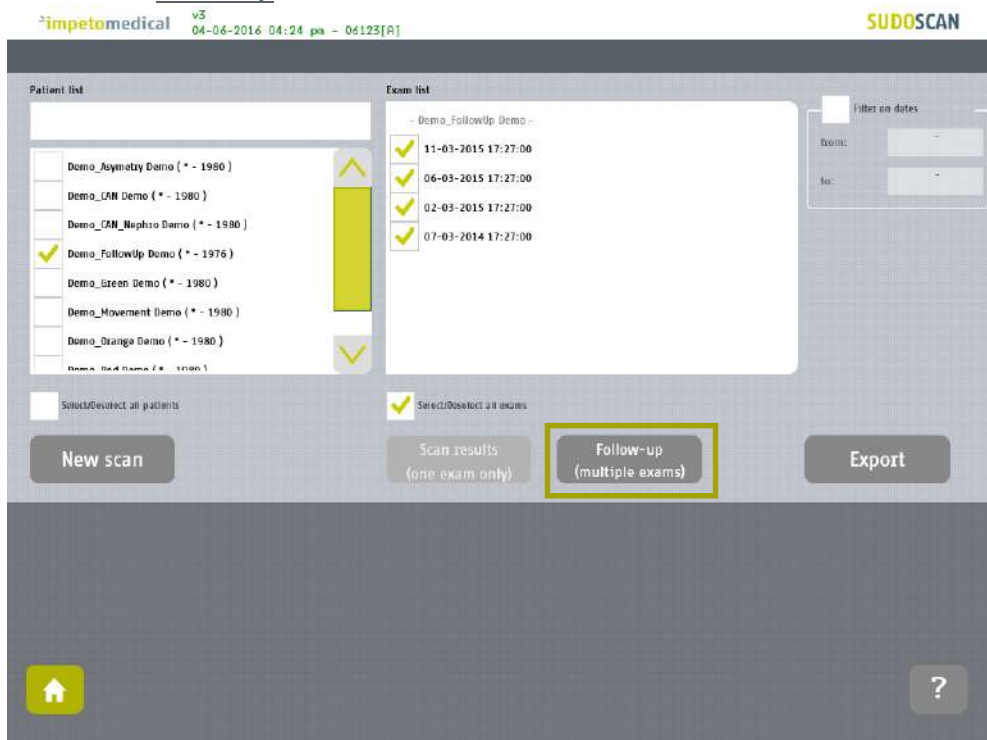 impetomedical
v3
04-06-2016 04:24 pm - 06123[A]
SUDOSCAN
Patient list
Exam list
Demo_Asymetry Demo ( * - 1980 )
Demo_CAN Demo ( * - 1980 )
Demo_CAN_Nephro Demo ( * - 1980 )
Demo_FollowUp Demo ( * - 1976 )
Demo_Green Demo ( * - 1980 )
Demo_Movement Demo ( * - 1980 )
Demo_Orange Demo ( * - 1980 )
Demo_Red Demo ( * - 1980 )
- Demo_FollowUp Demo -
11-03-2015 17:27:00
06-03-2015 17:27:00
02-03-2015 17:27:00
07-03-2014 17:27:00
Filter on dates
from: -
to: -
Select/Deselect all patients
Select/Deselect all exams
New scan
Scan results
(one exam only)
Follow-up
(multiple exams)
Export
?